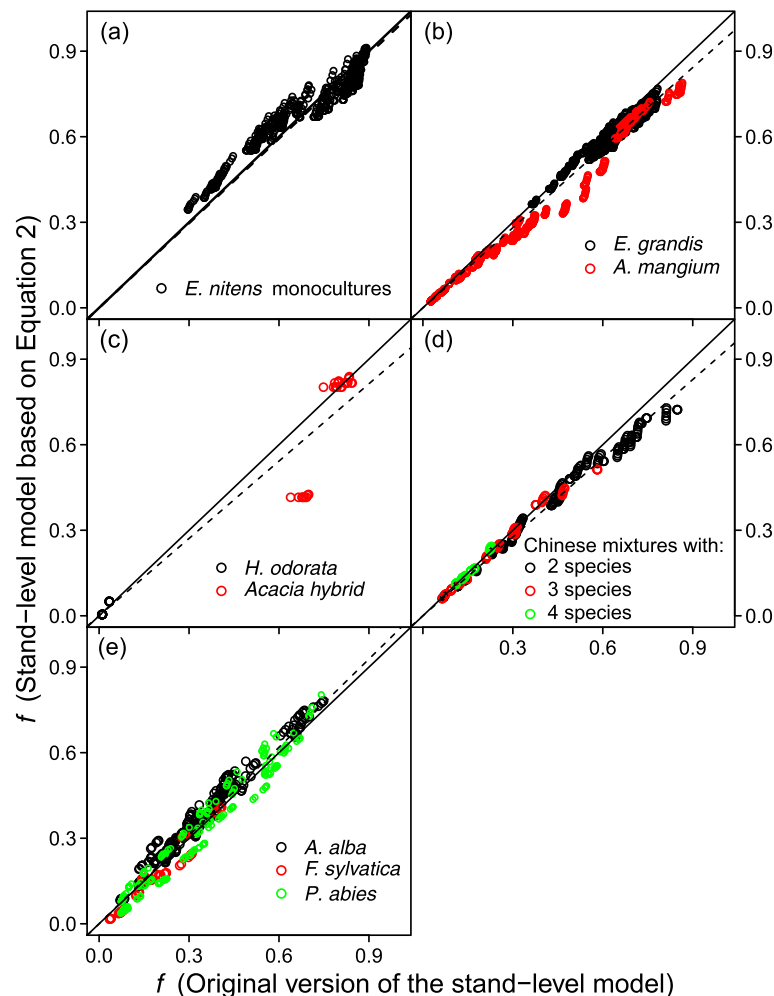 (a)
(b)
0.9
0.9
0.6
0.6
0.3
0.3
E. nitens monocultures
E. grandis
A. mangium
0.0
0.0
(c)
(d)
0.9
0.9
0.6
0.6
0.3
0.3
H. odorata
Acacia hybrid
Chinese mixtures with:
2 species
3 species
4 species
0.0
0.0
(e)
0.3
0.6
0.9
0.9
0.6
0.3
A. alba
F. sylvatica
P. abies
0.0
0.0
0.3
0.6
0.9
f (Stand−level model based on Equation 2)
f (Original version of the stand−level model)